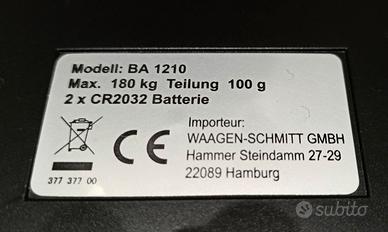 Modell: BA 1210
Max. 180 kg Teilung 100 g
2 x CR2032 Batterie
Importeur:
WAAGEN-SCHMITT GMBH
Hammer Steindamm 27-29
22089 Hamburg
CE
377 377 00
subito